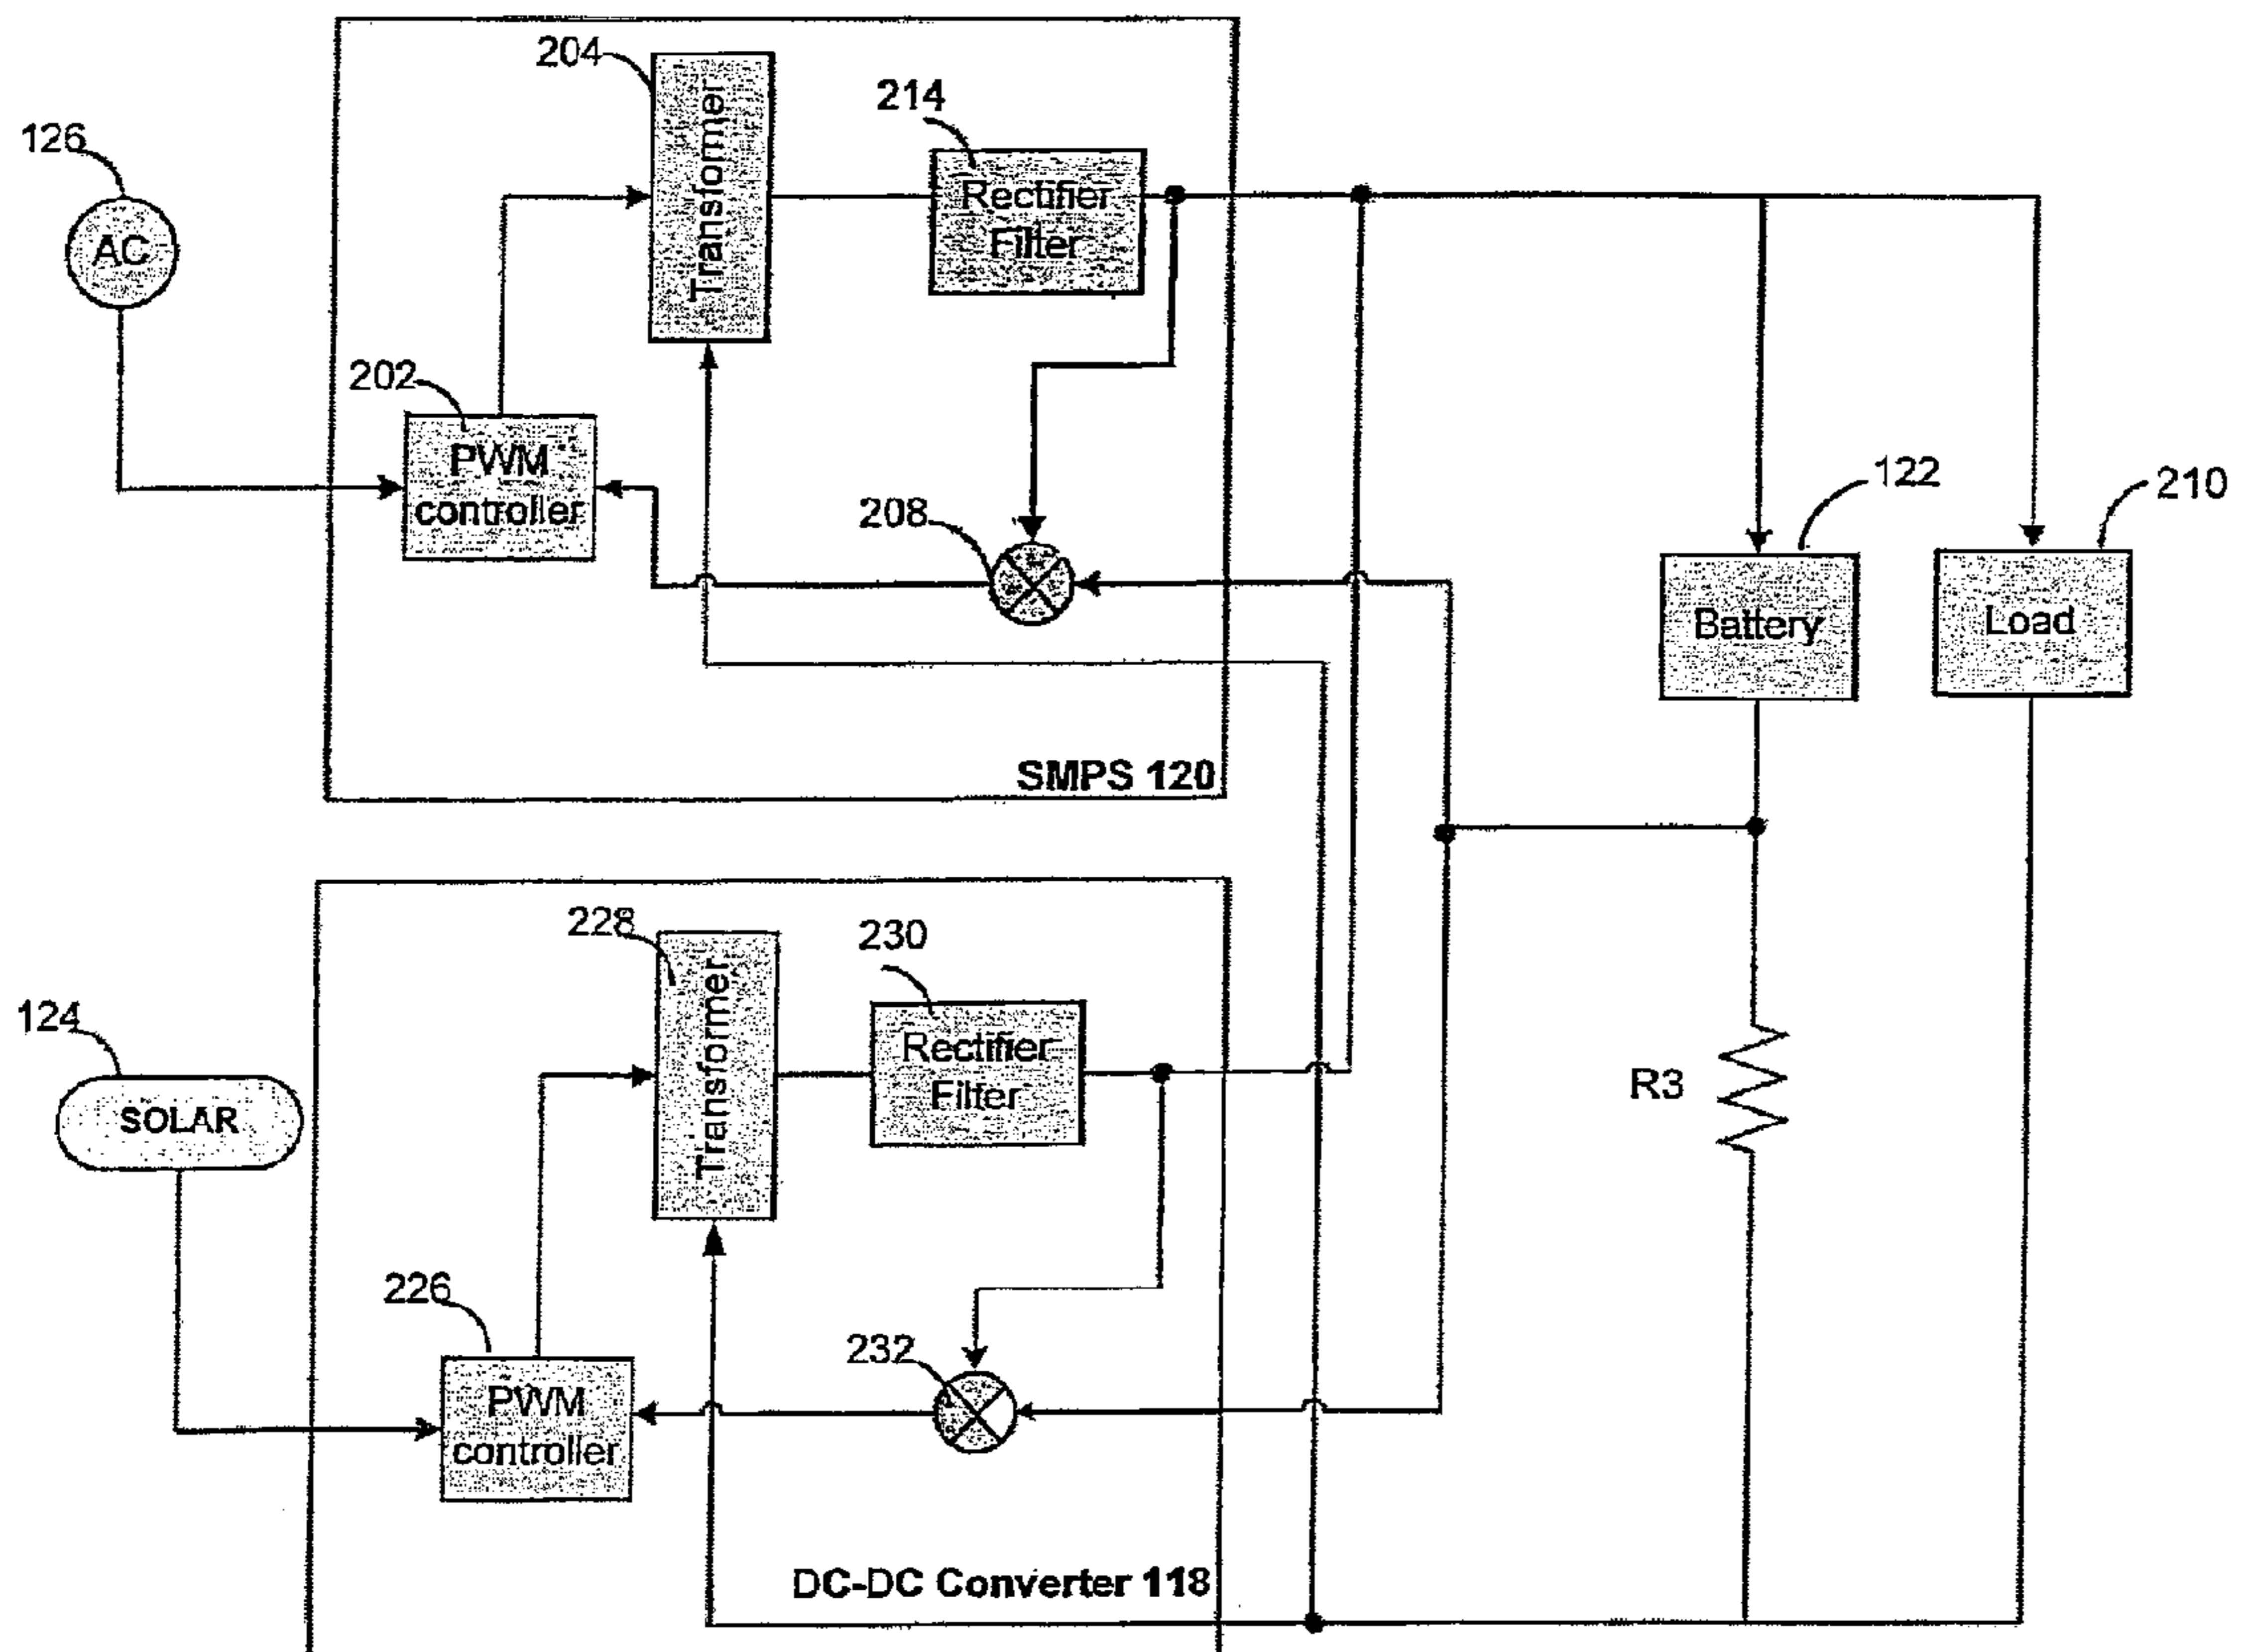 204
Transformer
214
Rectifier
Filter
126
AC
202
PWM
controller
208
122
210
Battery
Load
SMPS 120
228
Transformer
230
Rectifier
Filter
124
SOLAR
R3
226
PWM
controller
232
DC-DC Converter 118